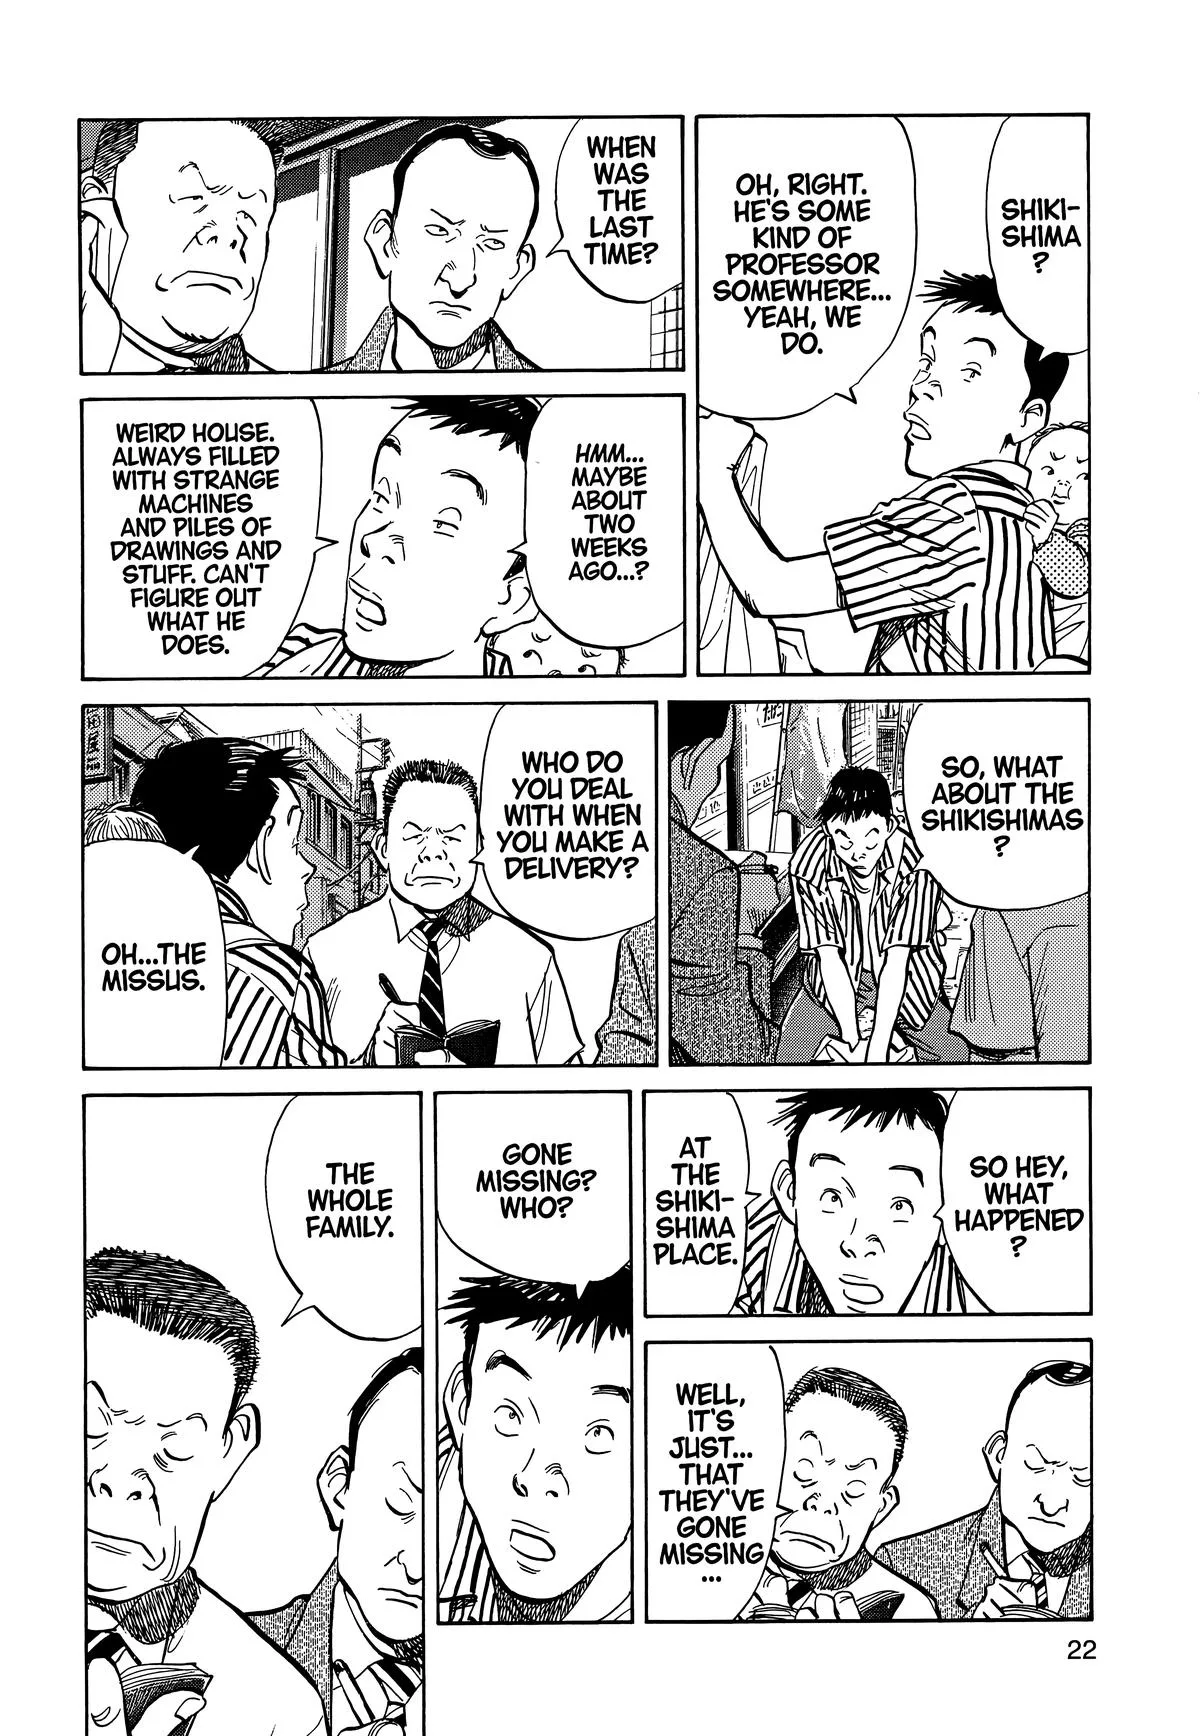 SHIKI-
SHIMA
?
OH, RIGHT.
HE'S SOME
KIND OF
PROFESSOR
SOMEWHERE...
YEAH, WE
DO.
WHEN
WAS
THE
LAST
TIME?
HMM...
MAYBE
ABOUT
TWO
WEEKS
AGO...?
WEIRD HOUSE.
ALWAYS FILLED
WITH STRANGE
MACHINES
AND PILES OF
DRAWINGS AND
STUFF. CAN'T
FIGURE OUT
WHAT HE
DOES.
SO, WHAT
ABOUT THE
SHIKISHIMAS
?
WHO DO
YOU DEAL
WITH WHEN
YOU MAKE A
DELIVERY?
OH...THE
MISSUS.
SO HEY,
WHAT
HAPPENED
?
AT
THE
SHIKI-
SHIMA
PLACE.
WELL,
IT'S
JUST...
THAT
THEY'VE
GONE
MISSING
...
GONE
MISSING?
WHO?
THE
WHOLE
FAMILY.
22